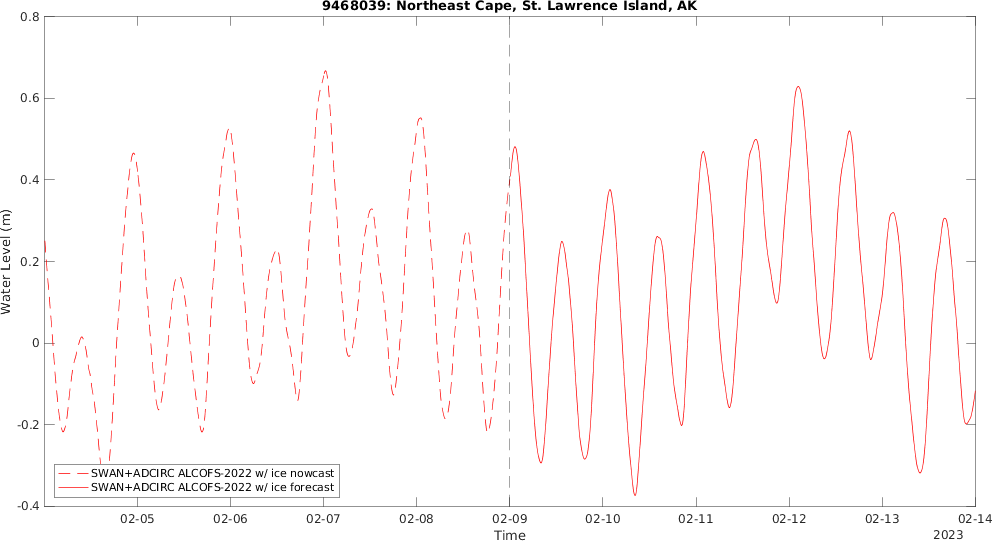 9468039: Northeast Cape, St. Lawrence Island, AK
0.8
0.6
0.4
0.2
0
-0.2
-0.4
Water Level (m)
SWAN+ADCIRC ALCOFS-2022 w/ ice nowcast
SWAN+ADCIRC ALCOFS-2022 w/ ice forecast
02-05 02-06 02-07 02-08 02-09 02-10 02-11 02-12 02-13 02-14
Time
2023